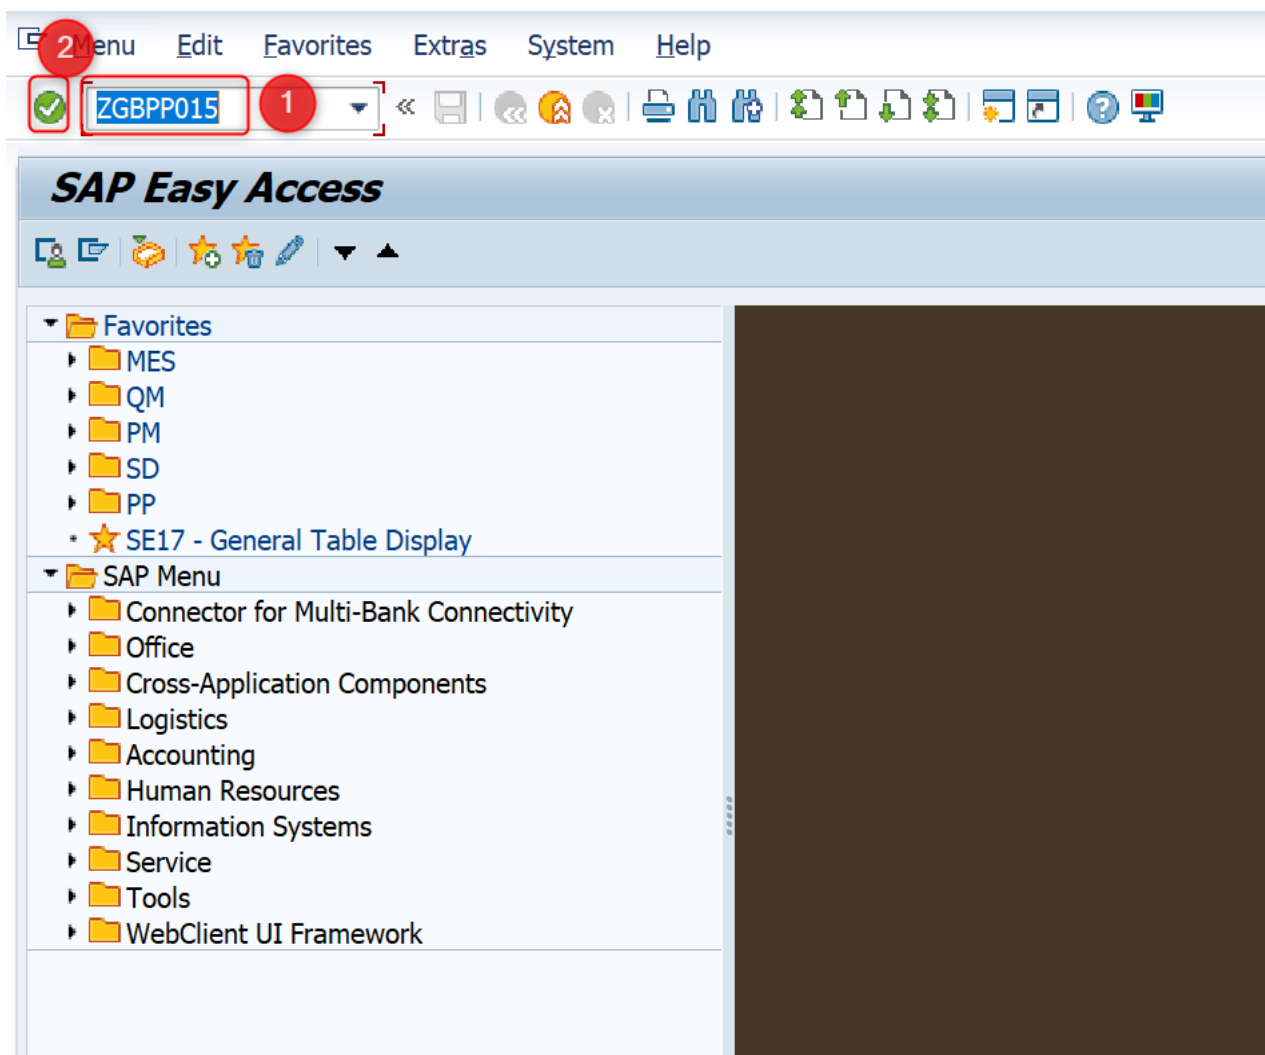 2
Menu Edit Favorites Extras System Help
ZGBPP015 1
SAP Easy Access
Favorites
MES
QM
PM
SD
PP
SE17 - General Table Display
SAP Menu
Connector for Multi-Bank Connectivity
Office
Cross-Application Components
Logistics
Accounting
Human Resources
Information Systems
Service
Tools
WebClient UI Framework